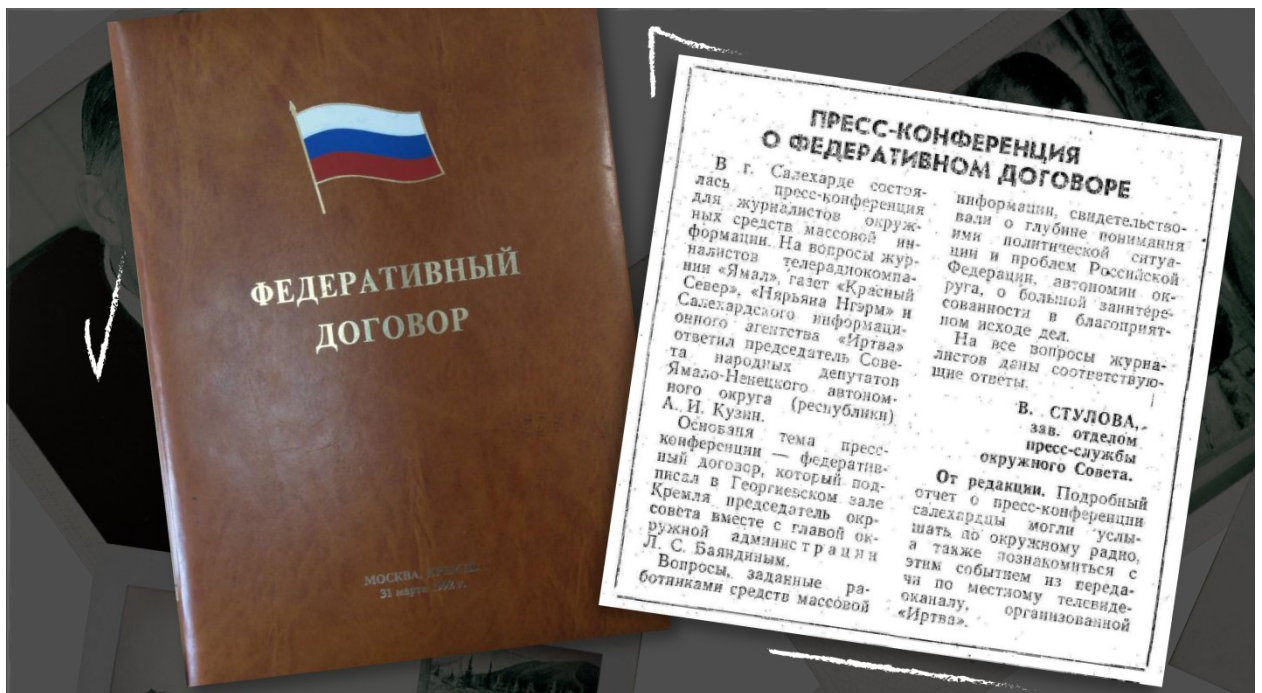 ФЕДЕРАТИВНЫЙ
ДОГОВОР
МОСКВА, КРЕМЛЬ
31 марта 1992 г.
ПРЕСС-КОНФЕРЕНЦИЯ
О ФЕДЕРАТИВНОМ ДОГОВОРЕ
В г. Салехарде состоя-
лась пресс-конференция
для журналистов окруж-
ных средств массовой ин-
формации. На вопросы жур-
налистов телерадиокомпа-
нии «Ямал», газет «Красный
Север», «Няръяна Нгэрм» и
Салехардского информаци-
онного агентства «Иртва»
ответил председатель Сове-
та народных депутатов
Ямало-Ненецкого автоном-
ного округа (республики)
А. И. Кузин.
Основаня тема пресс-
конференции — федератив-
ный договор, который под-
писал в Георгиевском зале
Кремля председатель окр-
совета вместе с главой ок-
ружной администрации
Л. С. Баяндиным.
Вопросы, заданные ра-
ботянками средств массовой
информации, свидетельство-
вали о глубине понимания
ими политической ситуа-
ции и проблем Российской
Федерации, автономии ок-
руга, о большой заинтере-
сованности в благоприят-
ном исходе дел.
На все вопросы журна-
листов даны соответствую-
щие ответы.
В. СТУЛОВА,
зав. отделом
пресс-службы
окружного Совета.
От редакции. Подробный
отчет о пресс-конференции
салехардцы могли услы-
шать по окружному радио,
а также познакомиться с
этим событием из переда-
чи по местному телевиде-
оканалу, организованной
«Иртва».